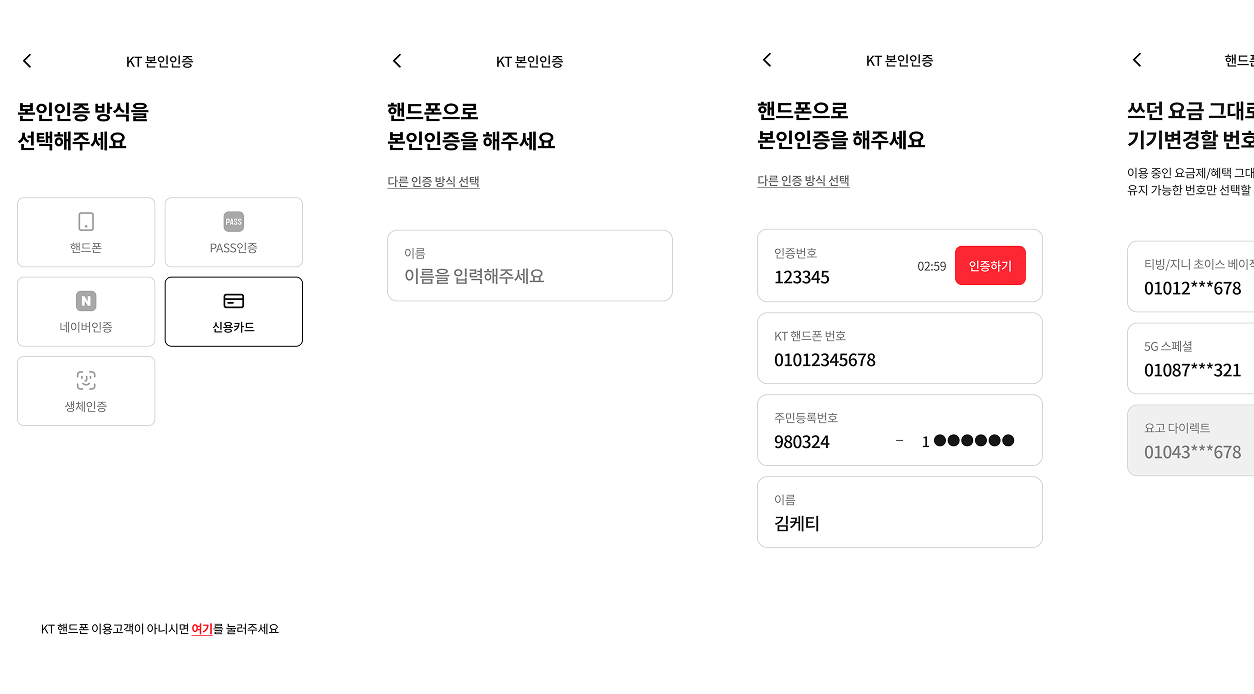 KT 본인인증
본인인증 방식을
선택해주세요
핸드폰
PASS
PASS인증
N
네이버인증
신용카드
생체인증
KT 핸드폰 이용고객이 아니시면 여기를 눌러주세요
KT 본인인증
핸드폰으로
본인인증을 해주세요
다른 인증 방식 선택
이름
이름을 입력해주세요
KT 본인인증
핸드폰으로
본인인증을 해주세요
다른 인증 방식 선택
인증번호
123345
02:59
인증하기
KT 핸드폰 번호
01012345678
주민등록번호
980324 – 1●●●●●●
이름
김케티
쓰던 요금 그대로
기기변경할 번호
이용 중인 요금제/혜택 그대
유지 가능한 번호만 선택할
티빙/지니 초이스 베이직
01012***678
5G 스페셜
01087***321
요고 다이렉트
01043***678